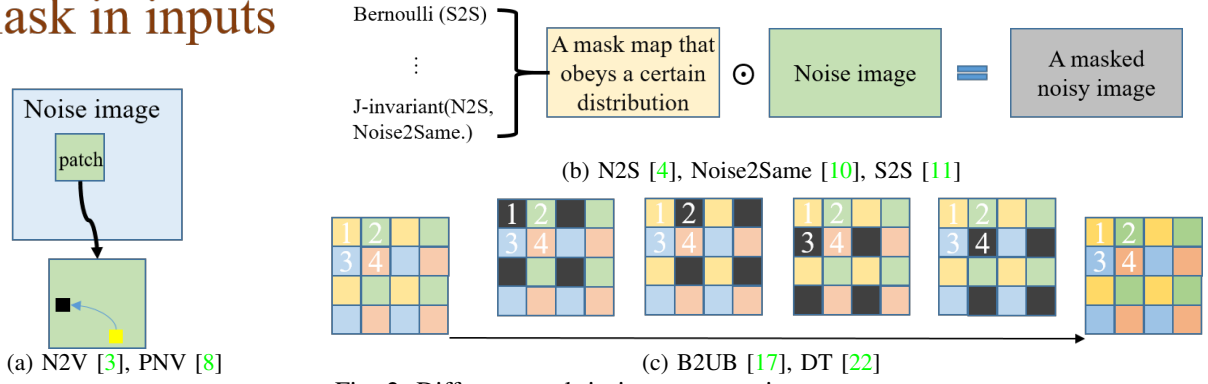 mask in inputs
Noise image
patch
(a) N2V [3], PNV [8]
Bernoulli (S2S)
⋮
J-invariant(N2S,
Noise2Same.)
A mask map that
obeys a certain
distribution
⊙
Noise image
=
A masked
noisy image
(b) N2S [4], Noise2Same [10], S2S [11]
1 2
3 4
1 2
3 4
1 2
3 4
1 2
3 4
1 2
3 4
1 2
3 4
(c) B2UB [17], DT [22]